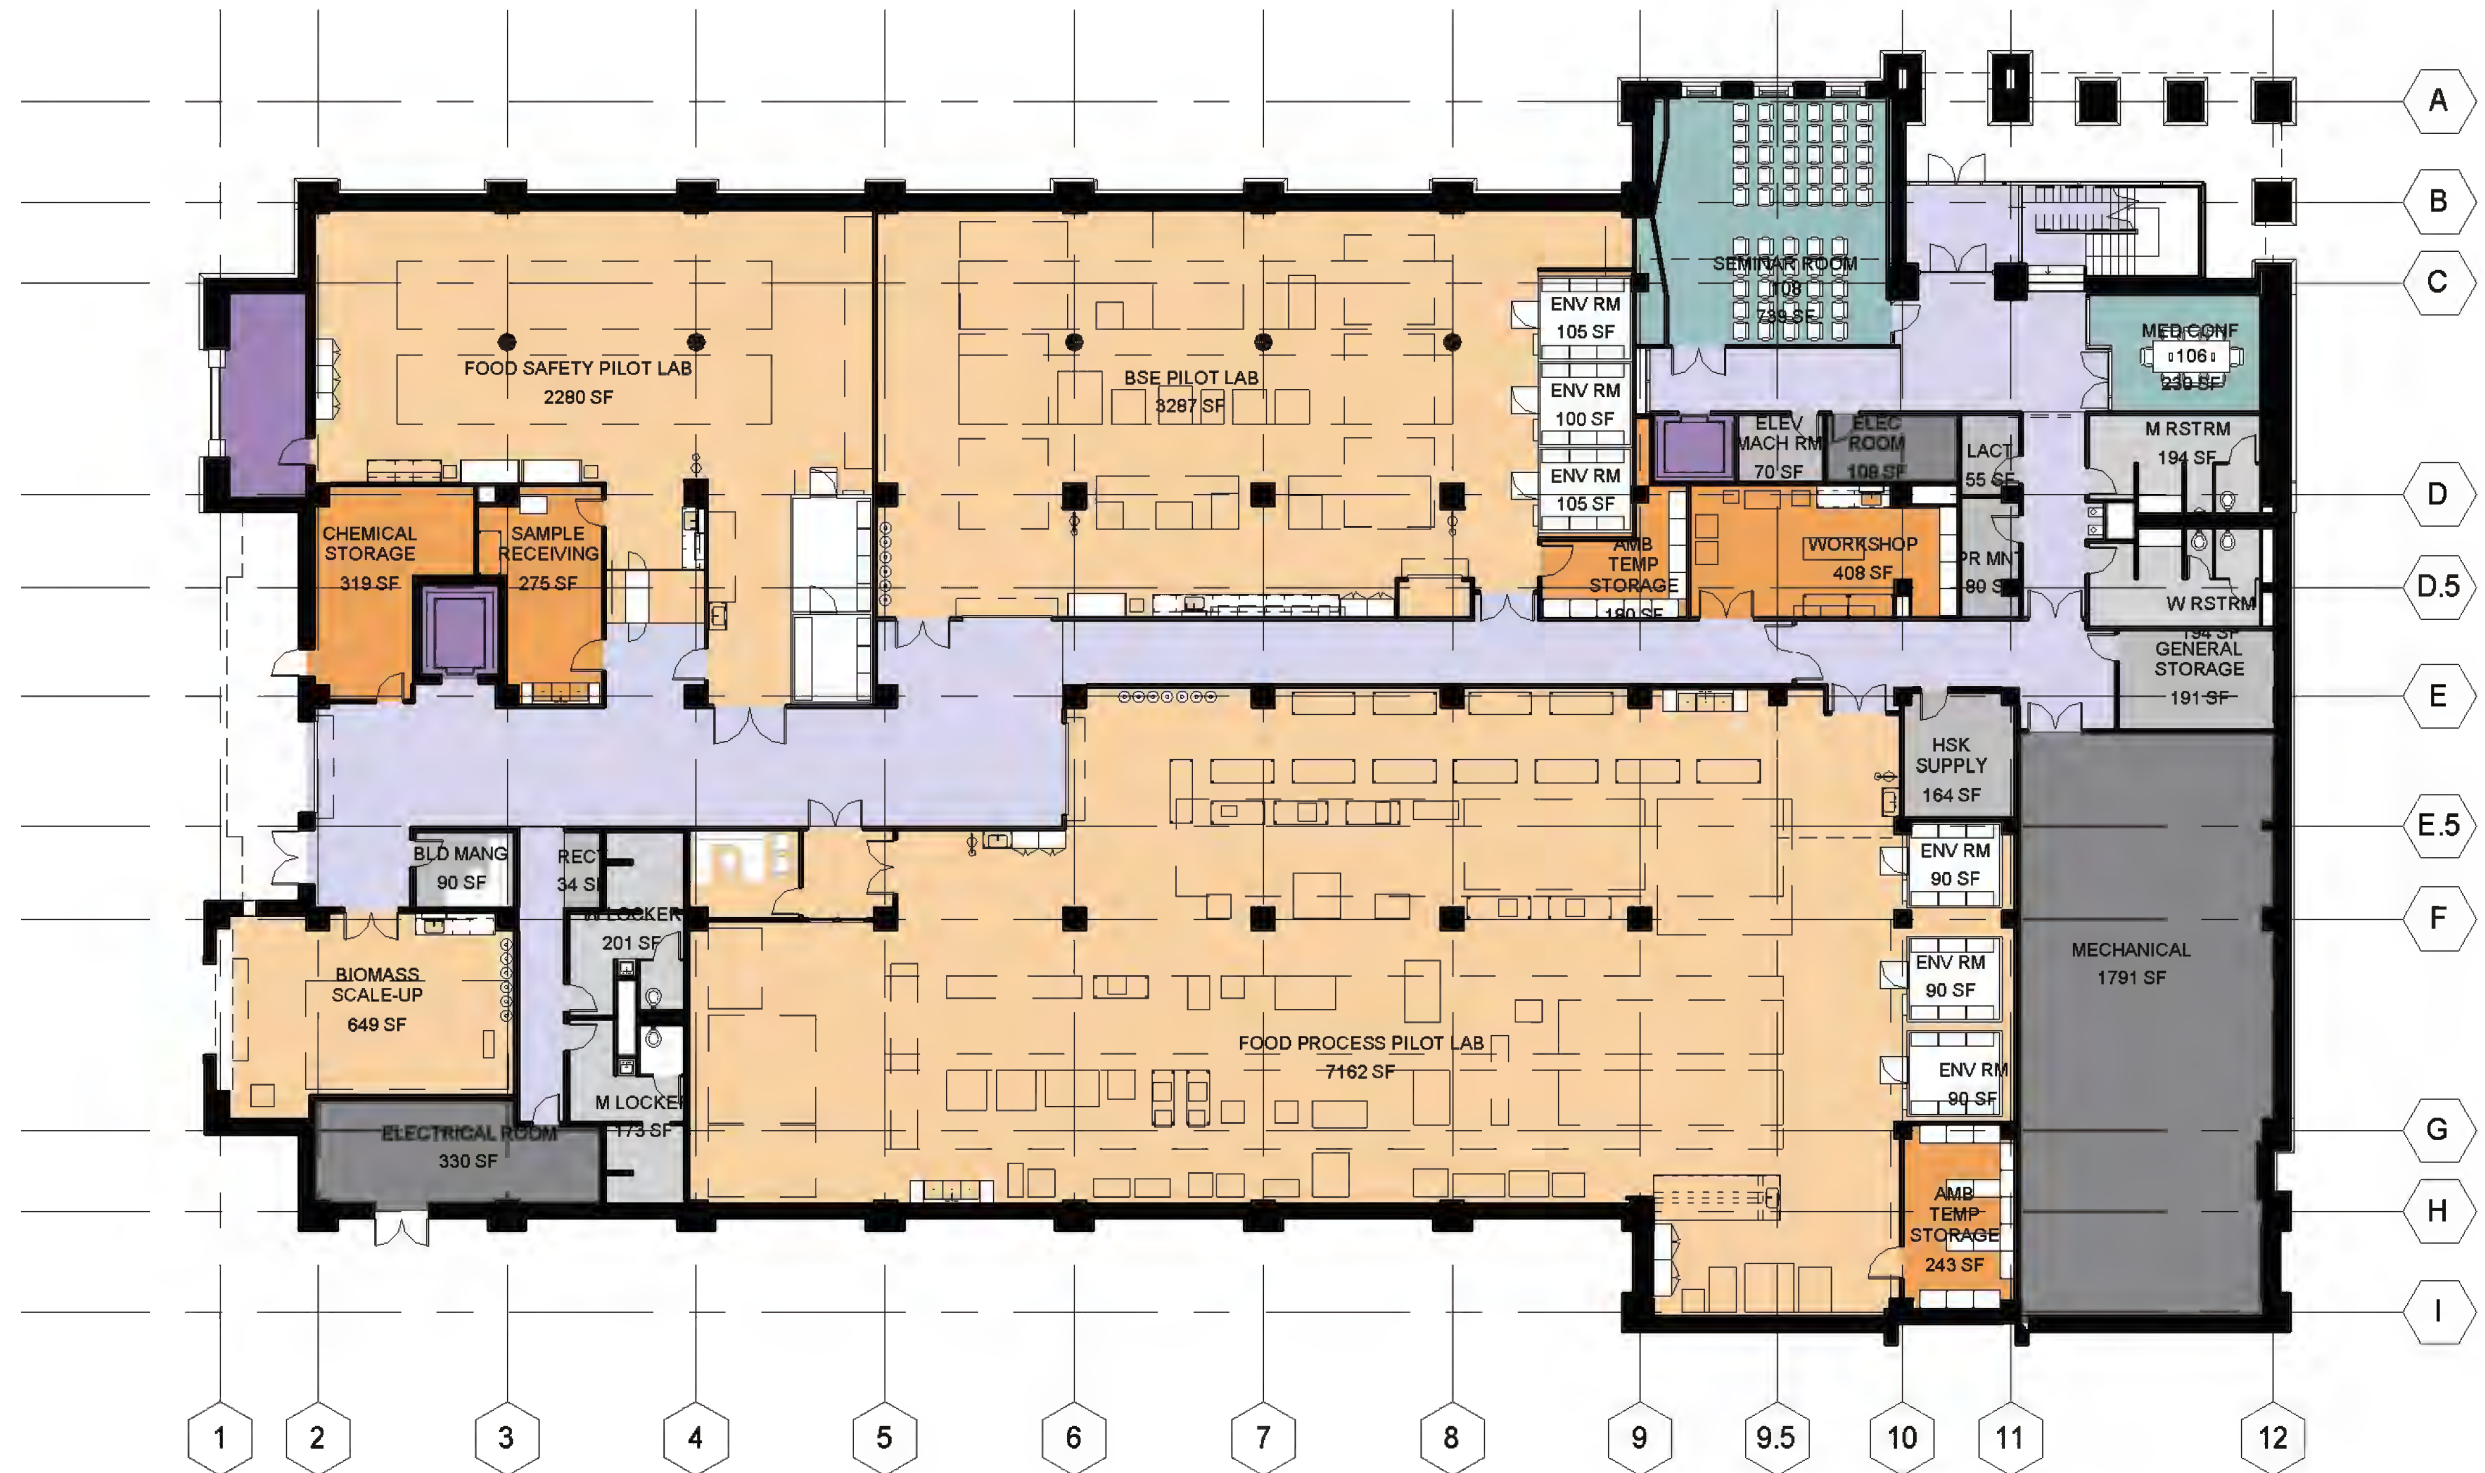 A
B
C
SEMINAR ROOM
108
739 SF
ENV RM
105 SF
MED CONF
106
230 SF
FOOD SAFETY PILOT LAB
2280 SF
BSE PILOT LAB
3287 SF
ENV RM
100 SF
ELEV
MACH RM
70 SF
ELEC
ROOM
108 SF
LACT
55 SF
M RSTRM
194 SF
ENV RM
105 SF
D
CHEMICAL
STORAGE
319 SF
SAMPLE
RECEIVING
275 SF
AMB
TEMP
STORAGE
180 SF
WORKSHOP
408 SF
PR MNT
80 SF
D.5
W RSTRM
194 SF
GENERAL
STORAGE
191 SF
E
HSK
SUPPLY
164 SF
E.5
BLD MANG
90 SF
RECT
34 SF
ENV RM
90 SF
F
LOCKER
201 SF
BIOMASS
SCALE-UP
649 SF
ENV RM
90 SF
MECHANICAL
1791 SF
FOOD PROCESS PILOT LAB
7162 SF
ENV RM
90 SF
M LOCKER
173 SF
ELECTRICAL ROOM
330 SF
G
AMB
TEMP
STORAGE
243 SF
H
I
1
2
3
4
5
6
7
8
9
9.5
10
11
12